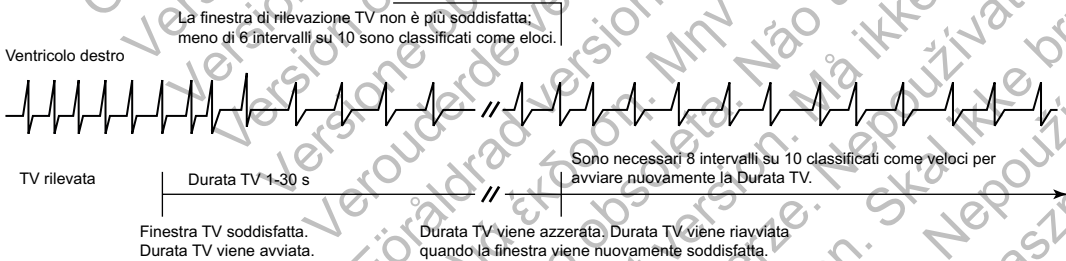 La finestra di rilevazione TV non è più soddisfatta;
meno di 6 intervalli su 10 sono classificati come eloci.
Ventricolo destro
Sono necessari 8 intervalli su 10 classificati come veloci per
avviare nuovamente la Durata TV.
TV rilevata
Durata TV 1-30 s
Finestra TV soddisfatta.
Durata TV viene avviata.
Durata TV viene azzerata. Durata TV viene riavviata
quando la finestra viene nuovamente soddisfatta.